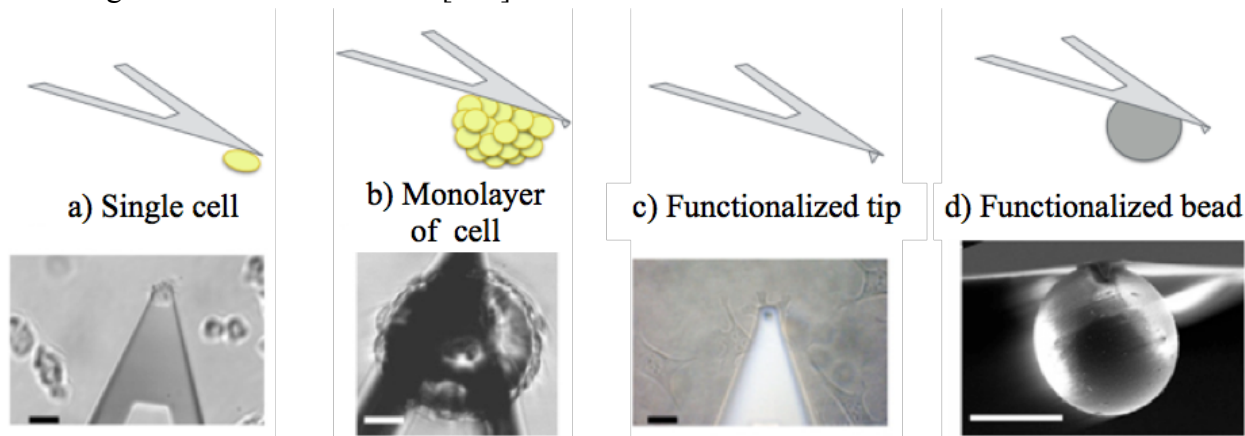 a) Single cell
b) Monolayer
of cell
c) Functionalized tip
d) Functionalized bead